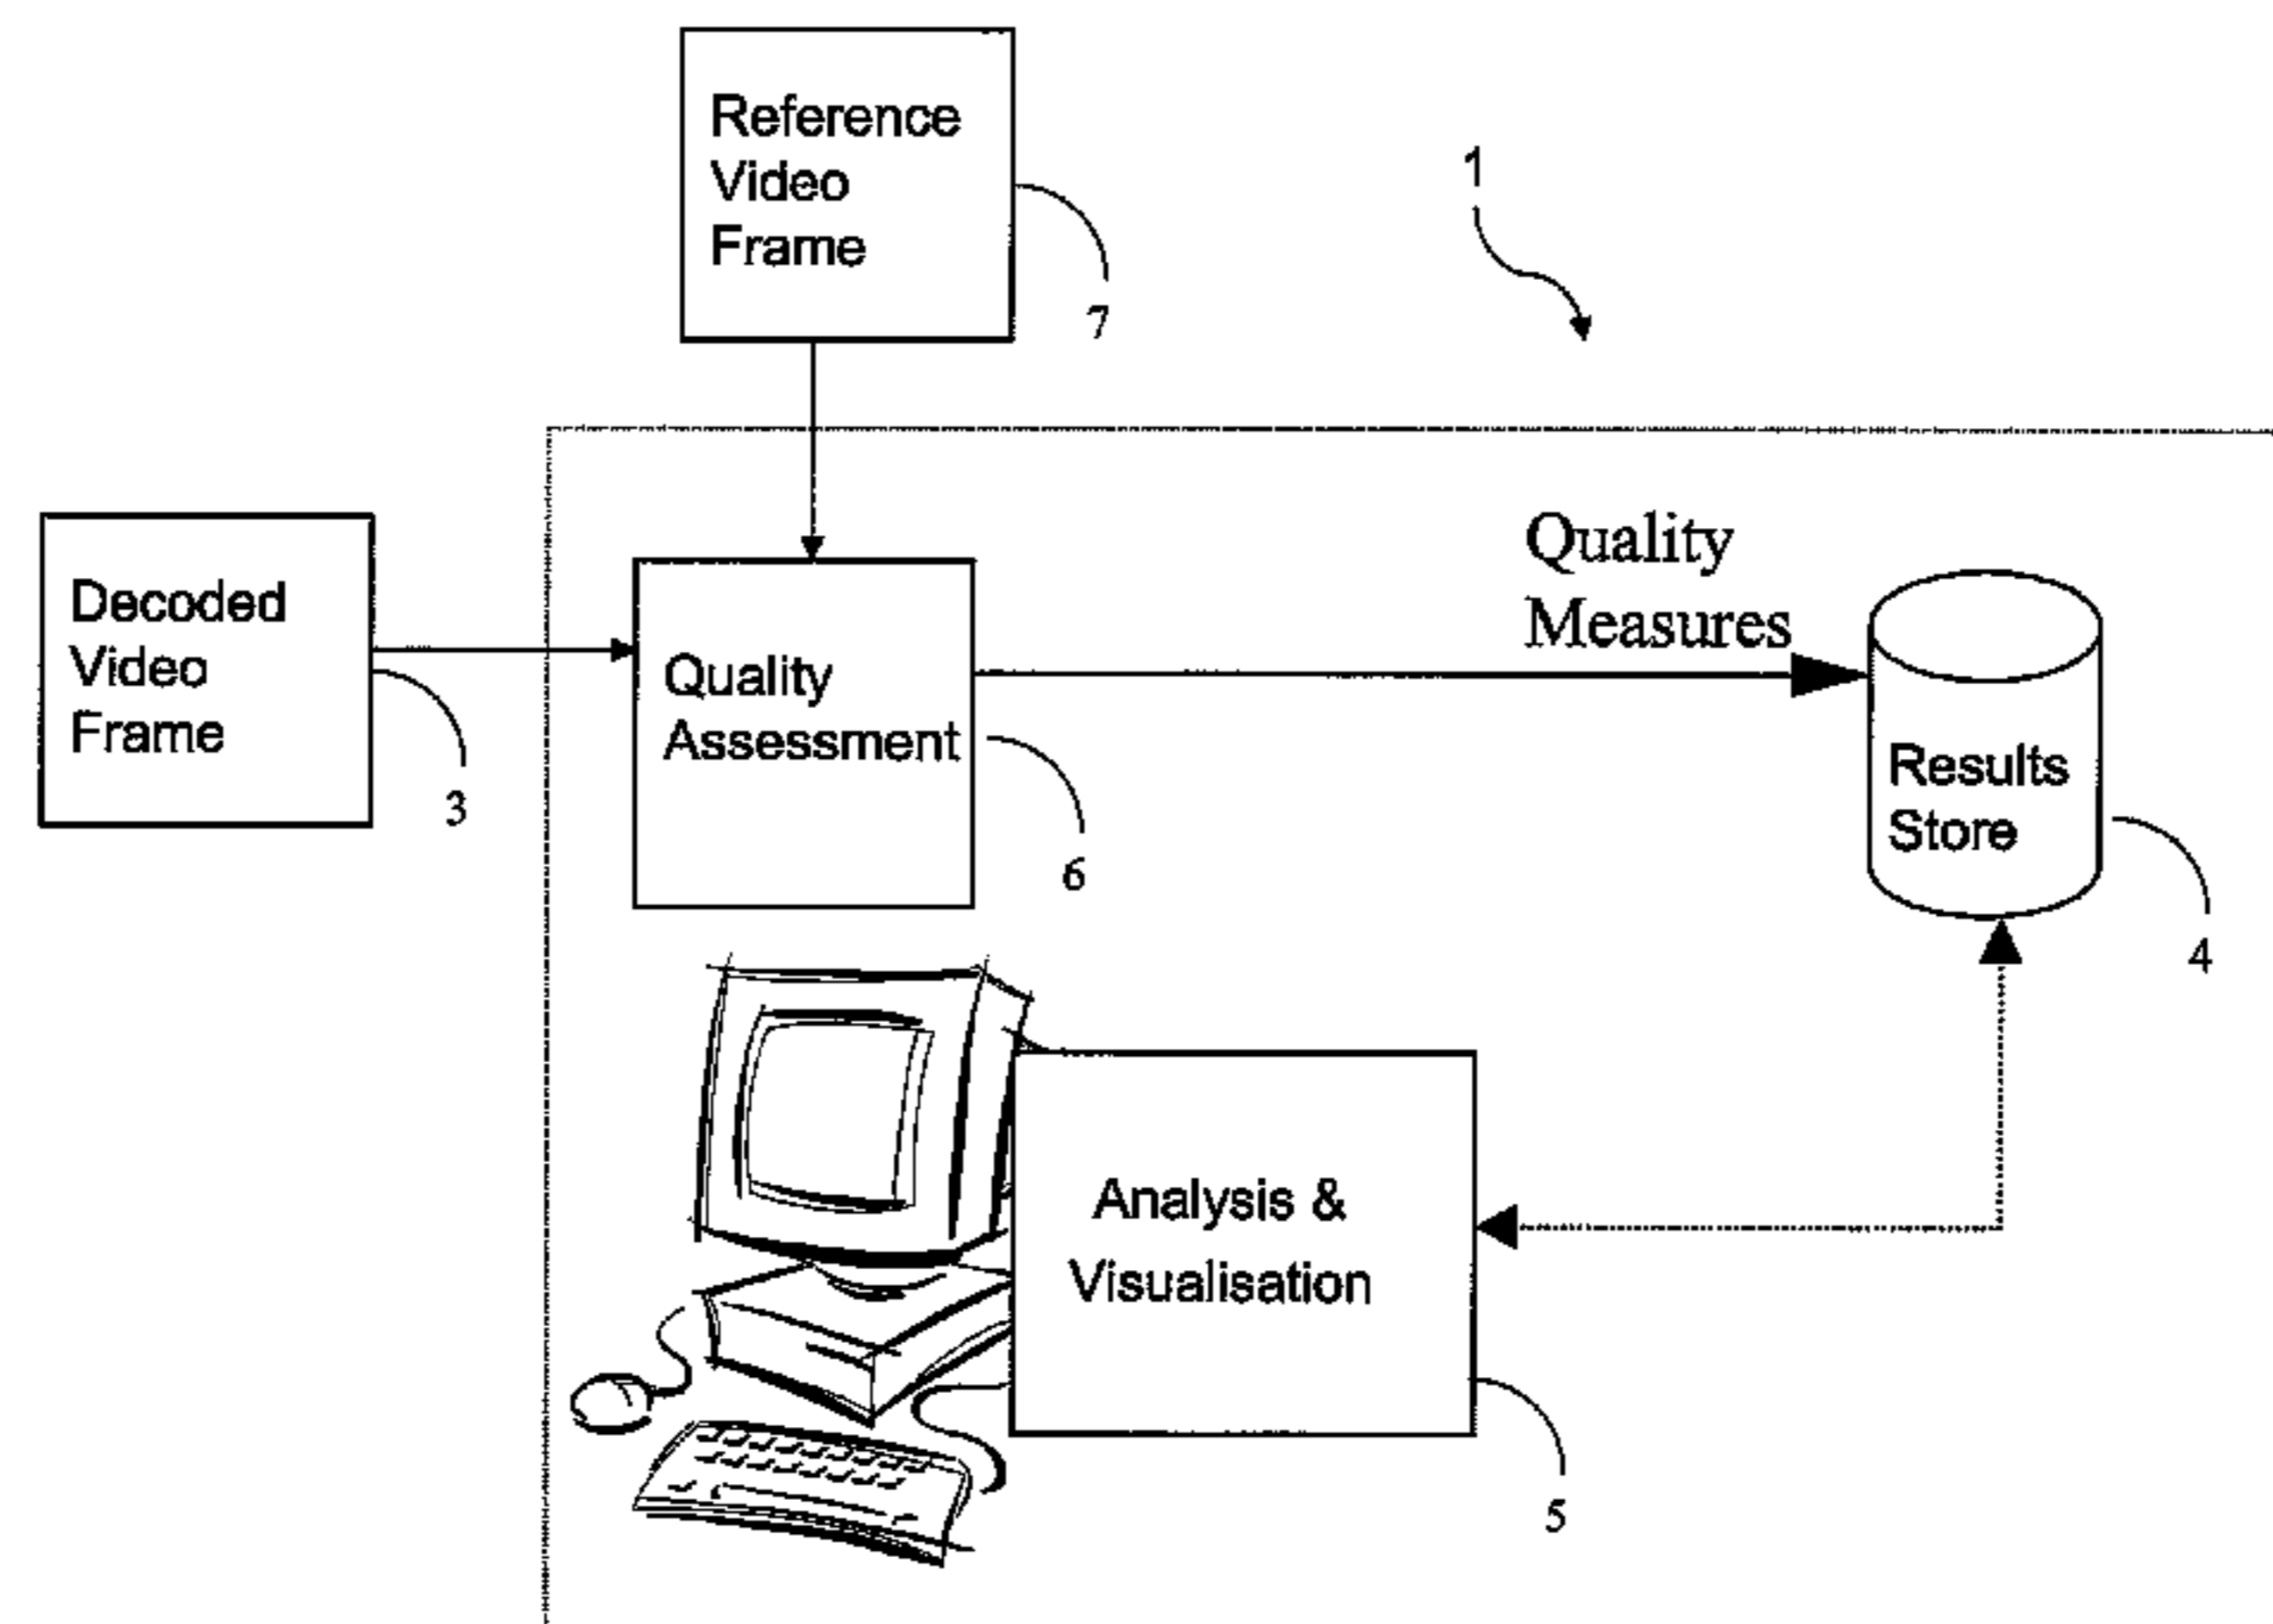 Reference
Video
Frame
7
1
Decoded
Video
Frame
3
Quality
Assessment
6
Quality
Measures
Results
Store
4
Analysis &
Visualisation
5